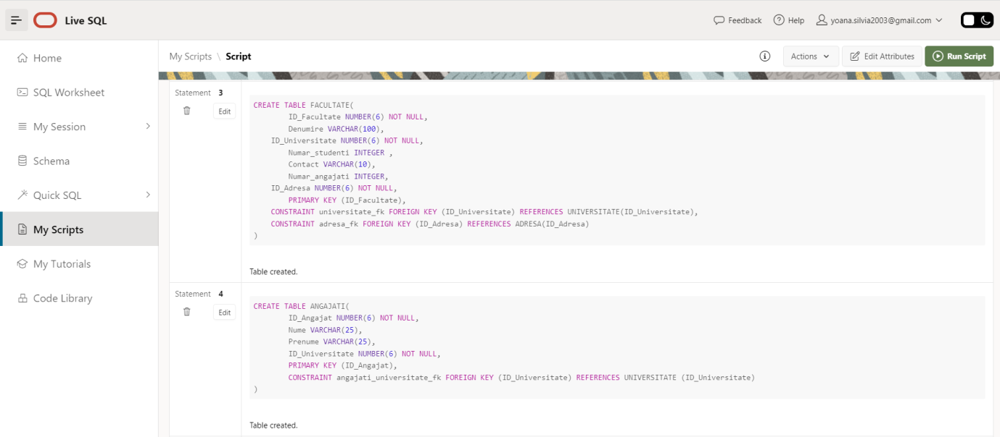 Live SQL
Feedback Help yoana.silvia2003@gmail.com
Home
SQL Worksheet
My Session
Schema
Quick SQL
My Scripts
My Tutorials
Code Library
My Scripts \ Script
Actions Edit Attributes Run Script
Statement 3
Edit
CREATE TABLE FACULTATE(
ID_Facultate NUMBER(6) NOT NULL,
Denumire VARCHAR(100),
ID_Universitate NUMBER(6) NOT NULL,
Numar_studenti INTEGER ,
Contact VARCHAR(10),
Numar_angajati INTEGER,
ID_Adresa NUMBER(6) NOT NULL,
PRIMARY KEY (ID_Facultate),
CONSTRAINT universitate_fk FOREIGN KEY (ID_Universitate) REFERENCES UNIVERSITATE(ID_Universitate),
CONSTRAINT adresa_fk FOREIGN KEY (ID_Adresa) REFERENCES ADRESA(ID_Adresa)
)
Table created.
Statement 4
Edit
CREATE TABLE ANGAJATI(
ID_Angajat NUMBER(6) NOT NULL,
Nume VARCHAR(25),
Prenume VARCHAR(25),
ID_Universitate NUMBER(6) NOT NULL,
PRIMARY KEY (ID_Angajat),
CONSTRAINT angajati_universitate_fk FOREIGN KEY (ID_Universitate) REFERENCES UNIVERSITATE (ID_Universitate)
)
Table created.